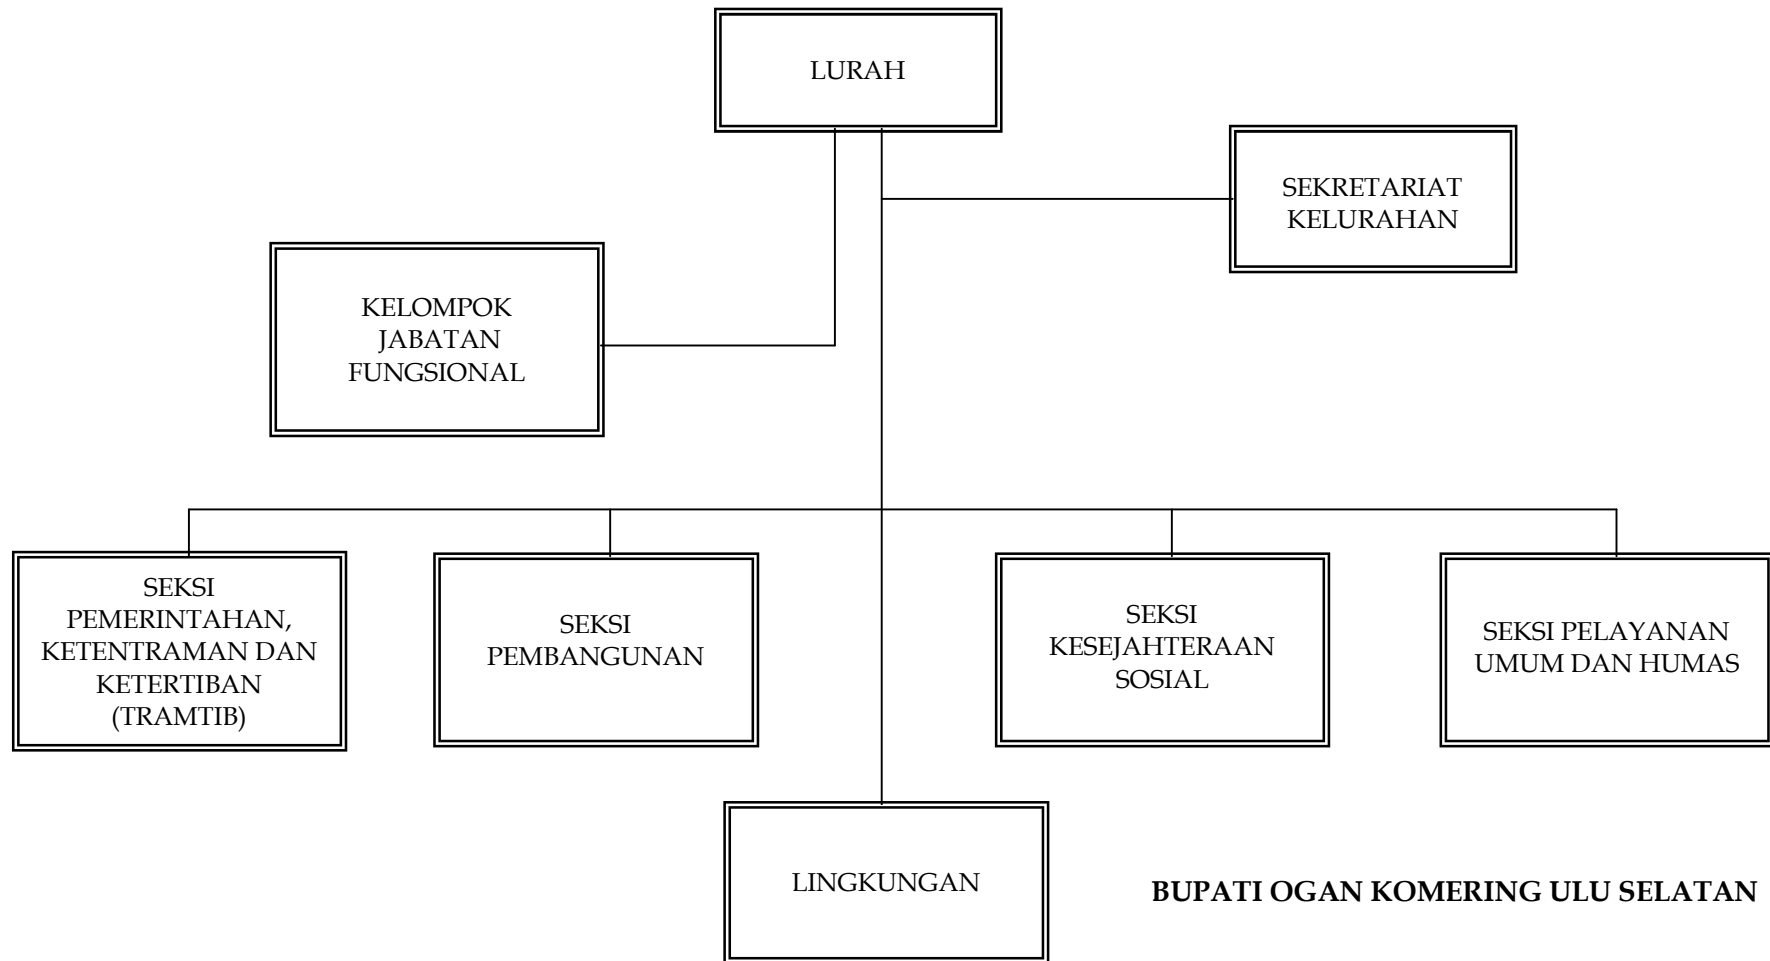 LURAH
SEKRETARIAT
KELURAHAN
KELOMPOK
JABATAN
FUNGSIONAL
SEKSI
PEMERINTAHAN,
KETENTRAMAN DAN
KETERTIBAN
(TRAMTIB)
SEKSI
PEMBANGUNAN
SEKSI
KESEJAHTERAAN
SOSIAL
SEKSI PELAYANAN
UMUM DAN HUMAS
LINGKUNGAN
BUPATI OGAN KOMERING ULU SELATAN